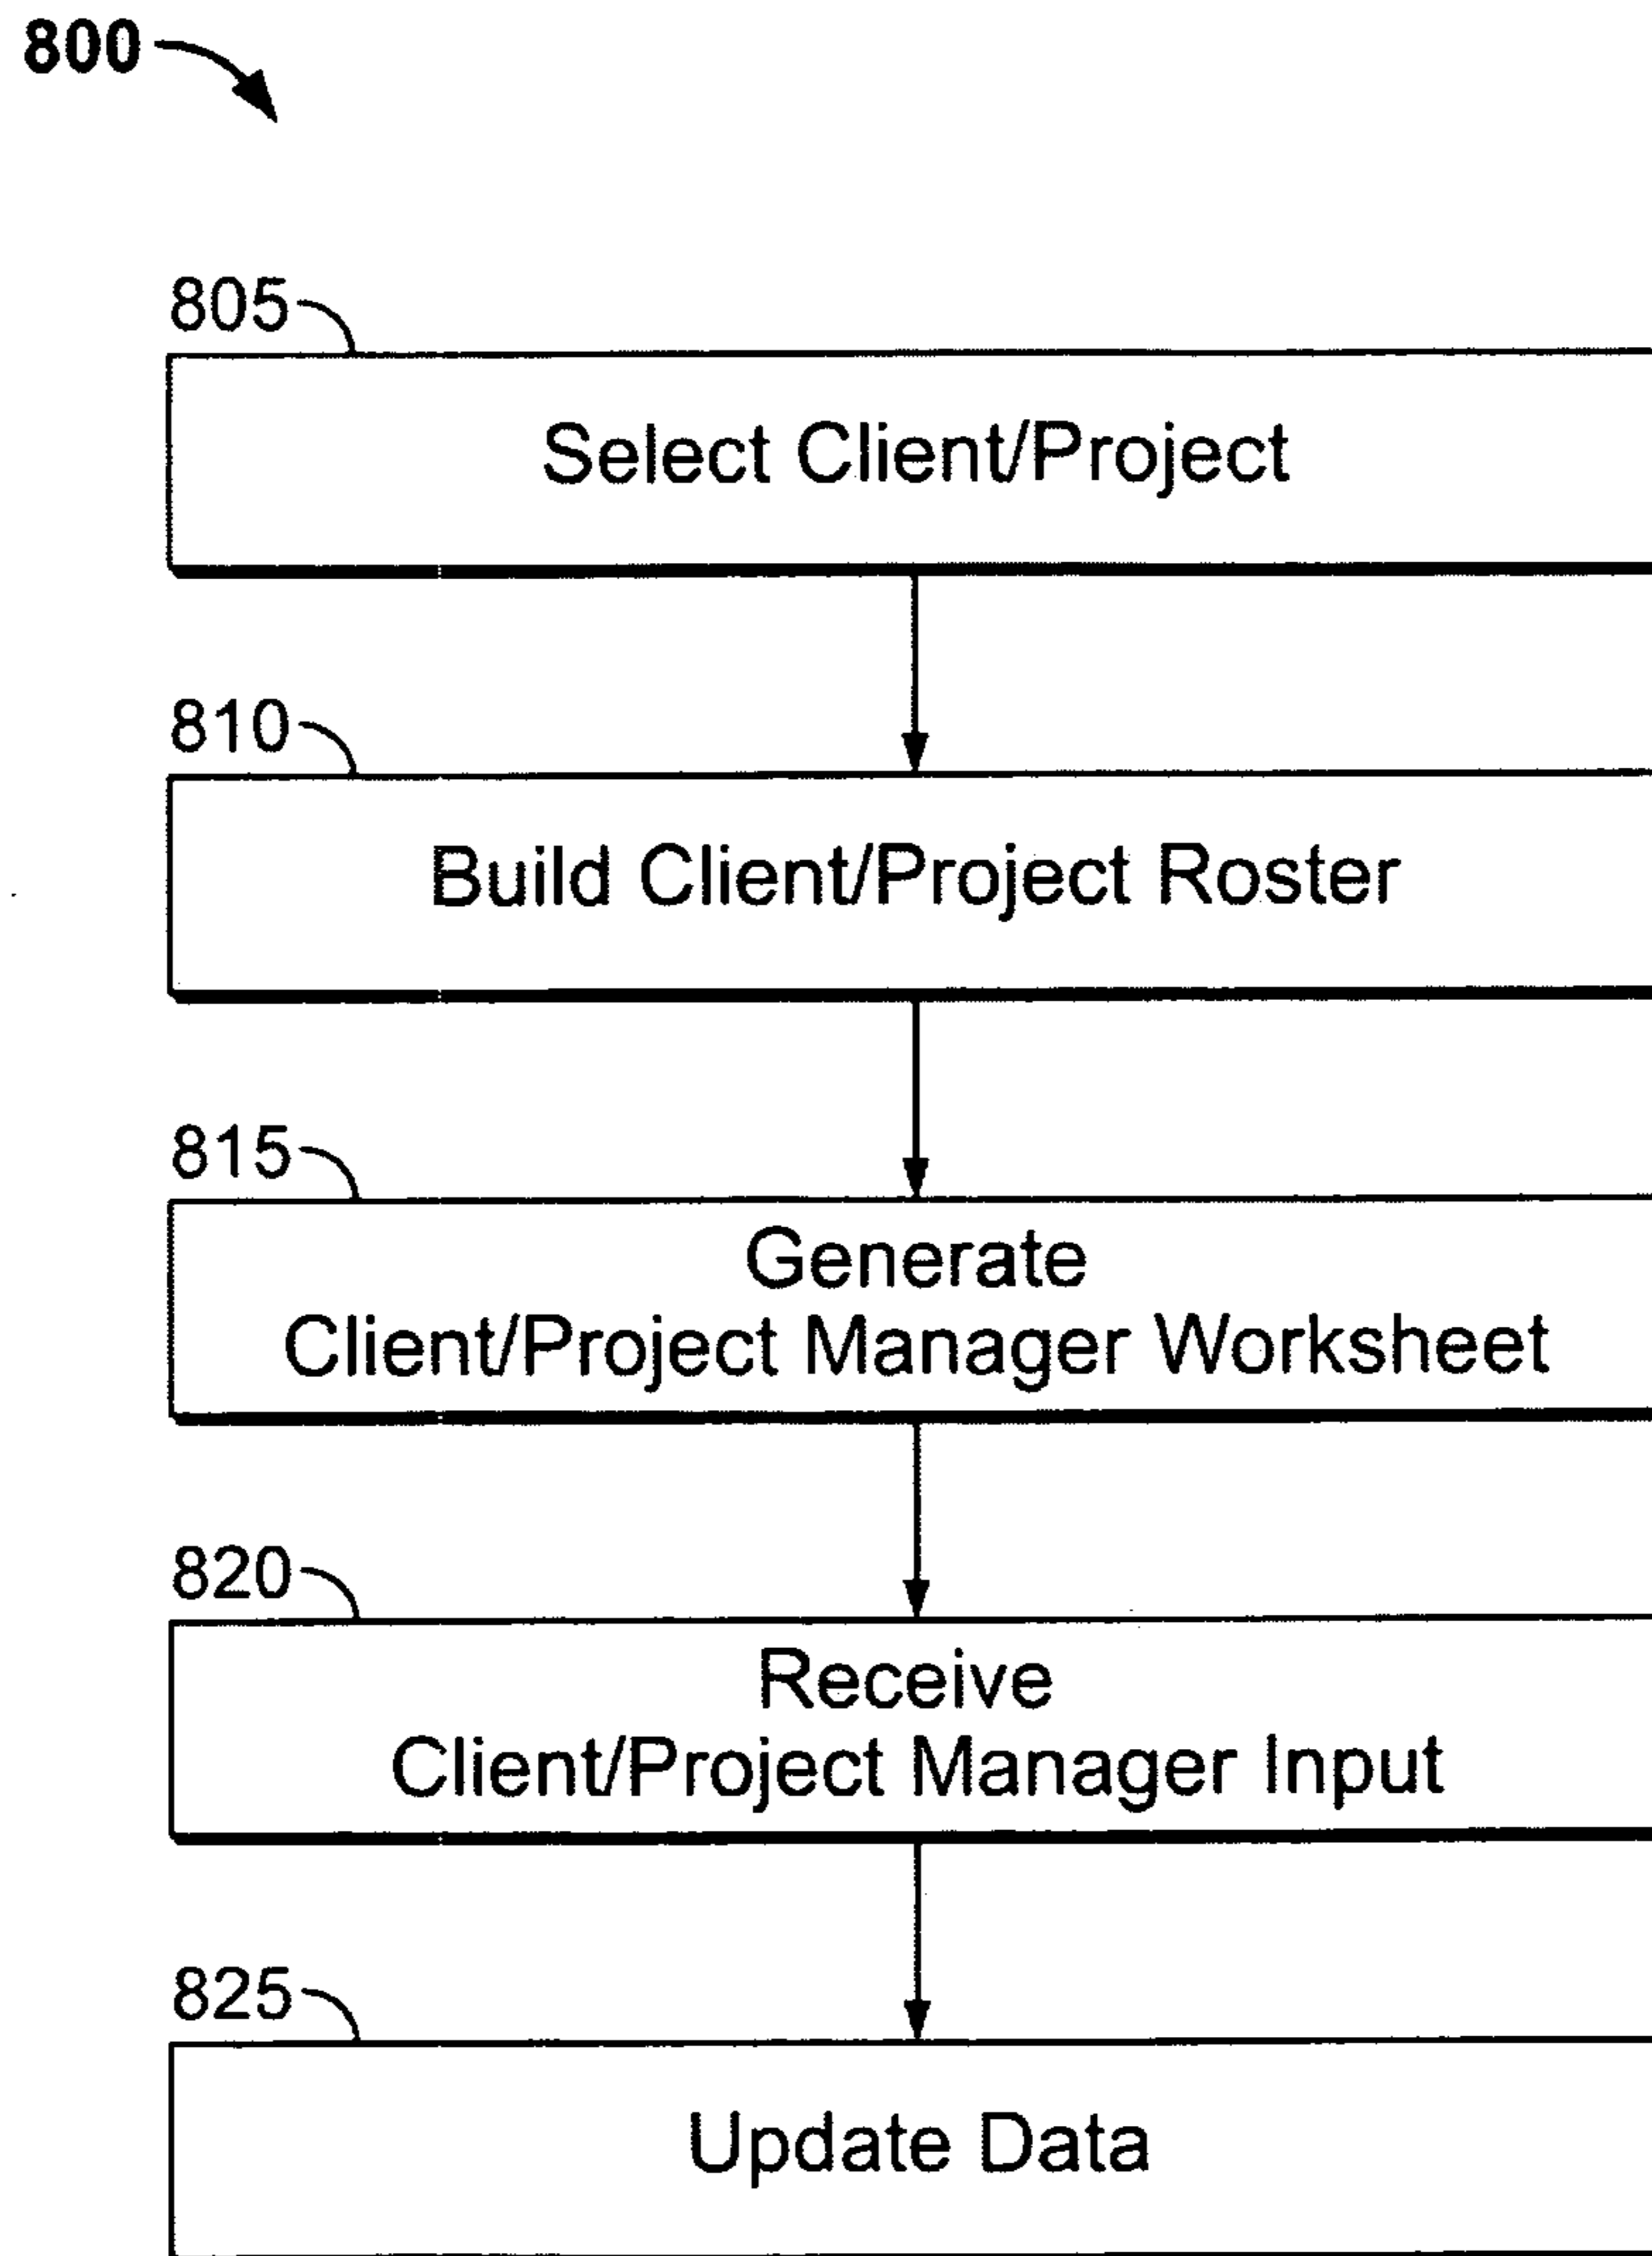 800
805
Select Client/Project
810
Build Client/Project Roster
815
Generate
Client/Project Manager Worksheet
820
Receive
Client/Project Manager Input
825
Update Data